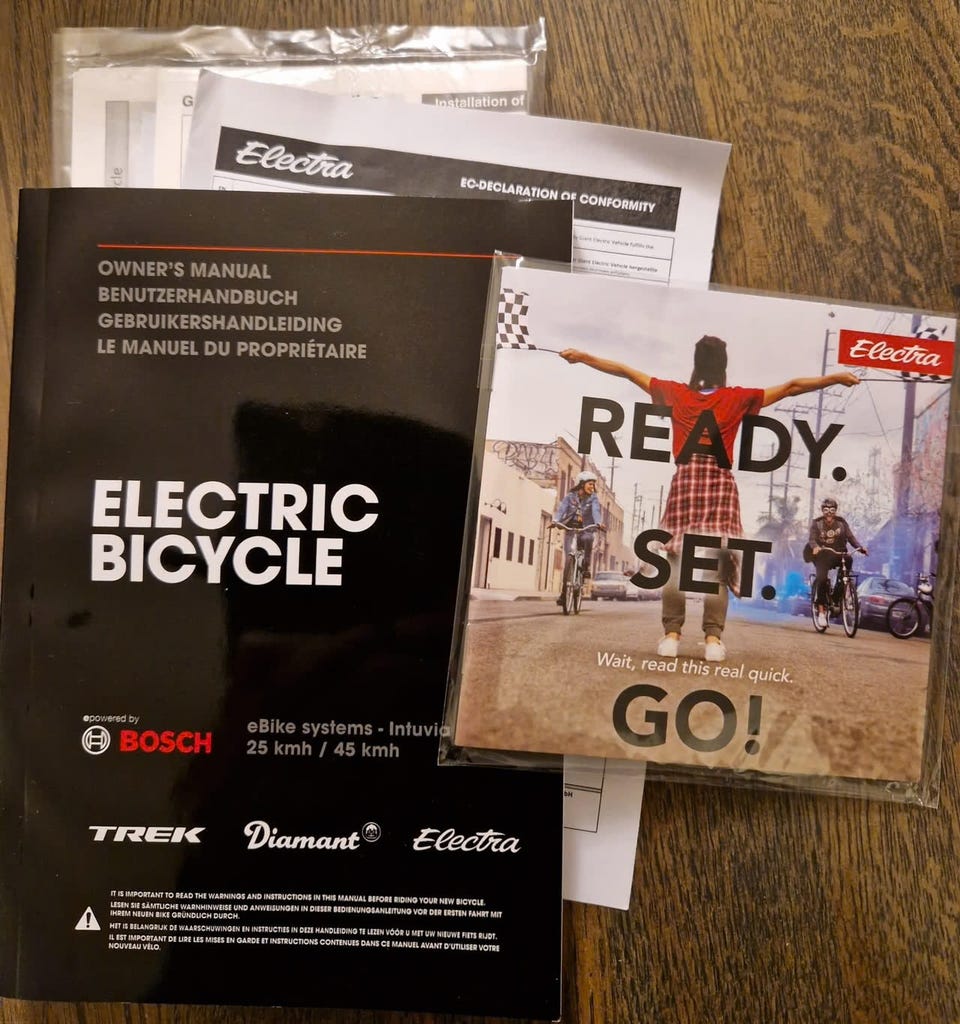 Installation of
Electra
EC-DECLARATION OF CONFORMITY
OWNER'S MANUAL
BENUTZERHANDBUCH
GEBRUIKERSHANDLEIDING
LE MANUEL DU PROPRIÉTAIRE
ELECTRIC
BICYCLE
epowered by
BOSCH
eBike systems - Intuvia
25 kmh / 45 kmh
TREK Diamant Electra
IT IS IMPORTANT TO READ THE WARNINGS AND INSTRUCTIONS IN THIS MANUAL BEFORE RIDING YOUR NEW BICYCLE.
LESEN SIE SÄMTLICHE WARNHINWEISE UND ANWEISUNGEN IN DIESER BEDIENUNGSANLEITUNG VOR DER ERSTEN FAHRT MIT
IHREM NEUEN BIKE GRÜNDLICH DURCH.
HET IS BELANGRIJK DE WAARSCHUWINGEN EN INSTRUCTIES IN DEZE HANDLEIDING TE LEZEN VÓÓR U MET UW NIEUWE FIETS RIJDT.
IL EST IMPORTANT DE LIRE LES MISES EN GARDE ET INSTRUCTIONS CONTENUES DANS CE MANUEL AVANT D'UTILISER VOTRE
NOUVEAU VÉLO.
Electra
READY.
SET.
Wait, read this real quick.
GO!